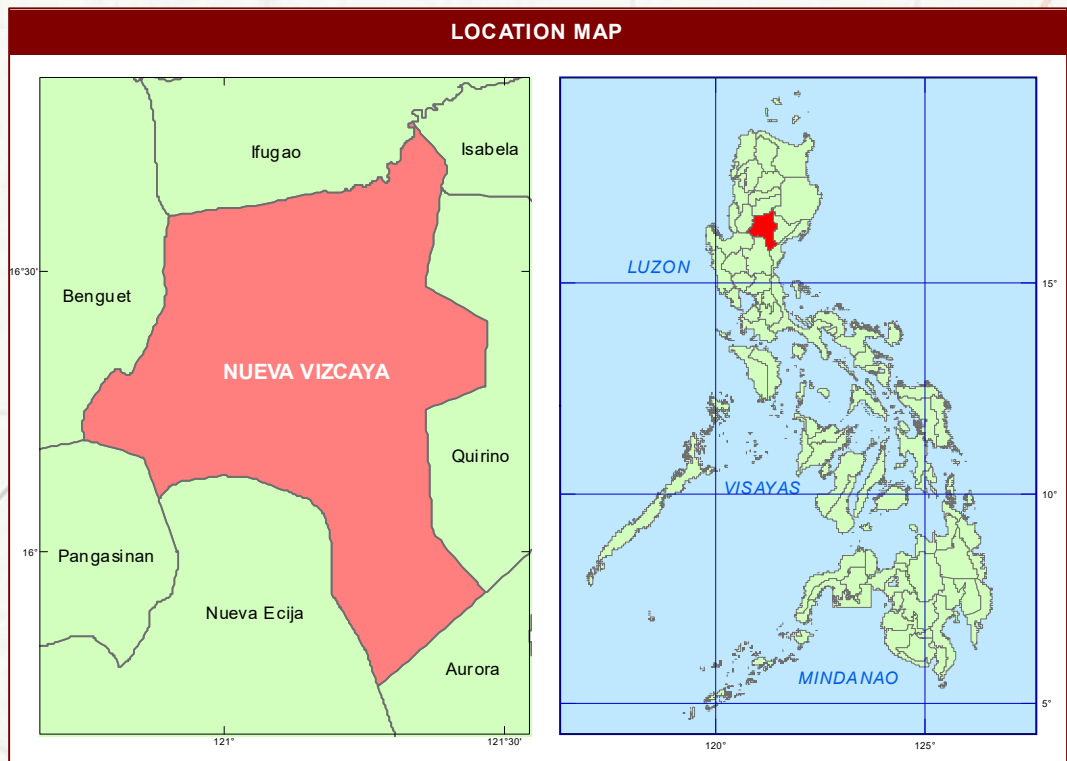 LOCATION MAP
Ifugao
Isabela
16°30'
Benguet
NUEVA VIZCAYA
Quirino
16°
Pangasinan
Nueva Ecija
Aurora
121°
121°30'
LUZON
15°
VISAYAS
10°
MINDANAO
5°
120°
125°